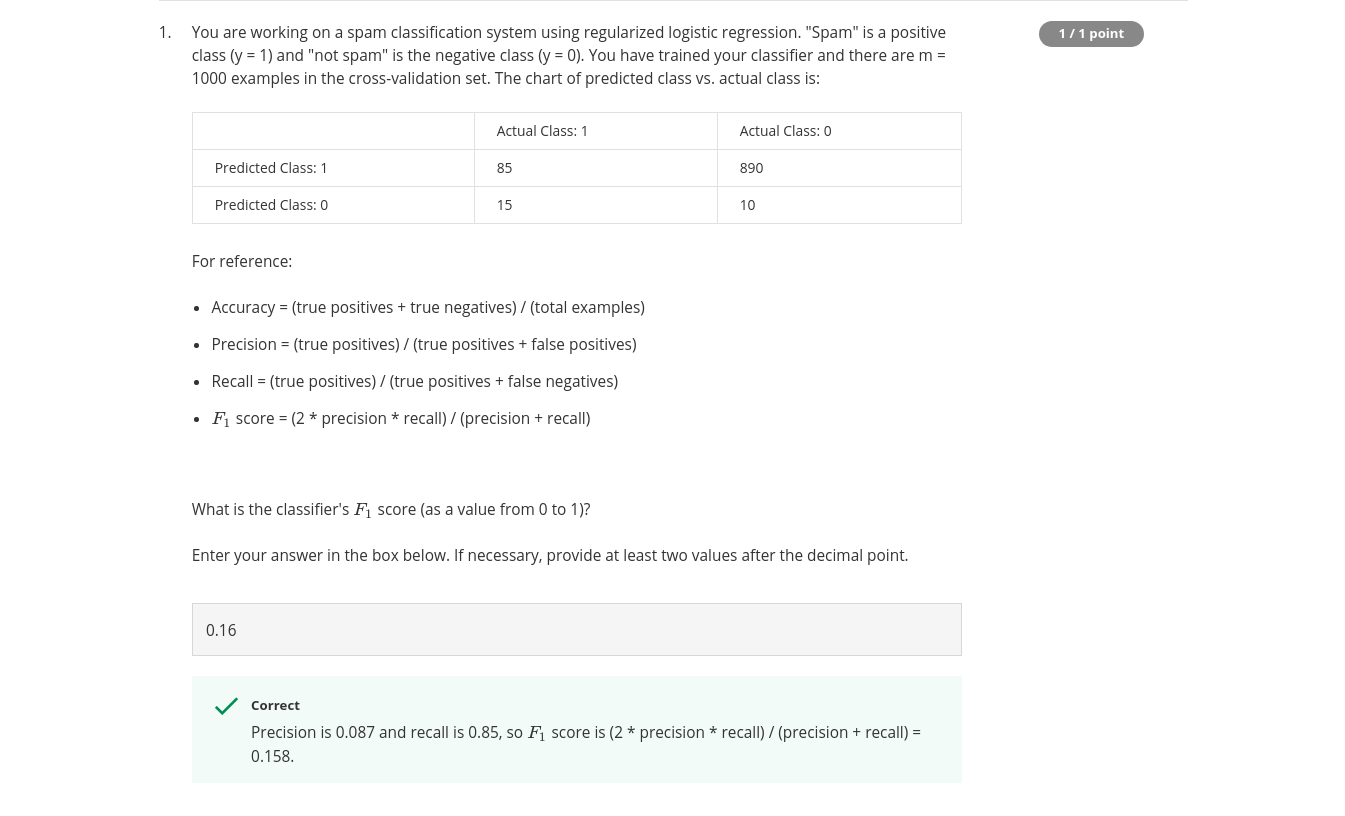 1. You are working on a spam classification system using regularized logistic regression. "Spam" is a positive
1 / 1 point
class (y = 1) and "not spam" is the negative class (y = 0). You have trained your classifier and there are m =
1000 examples in the cross-validation set. The chart of predicted class vs. actual class is:
Actual Class: 1 Actual Class: 0
Predicted Class: 1 85 890
Predicted Class: 0 15 10
For reference:
• Accuracy = (true positives + true negatives) / (total examples)
• Precision = (true positives) / (true positives + false positives)
• Recall = (true positives) / (true positives + false negatives)
• F₁ score = (2 * precision * recall) / (precision + recall)
What is the classifier's F₁ score (as a value from 0 to 1)?
Enter your answer in the box below. If necessary, provide at least two values after the decimal point.
0.16
Correct
Precision is 0.087 and recall is 0.85, so F₁ score is (2 * precision * recall) / (precision + recall) =
0.158.